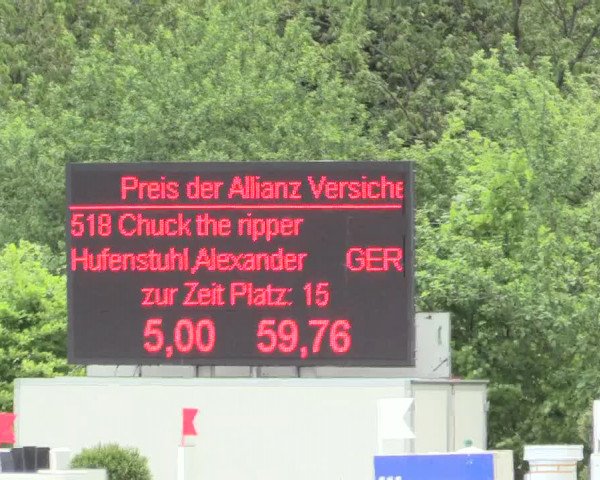 Preis der Allianz Versiche
518 Chuck the ripper
Hufenstuhl,Alexander GER
zur Zeit Platz: 15
5,00 59,76